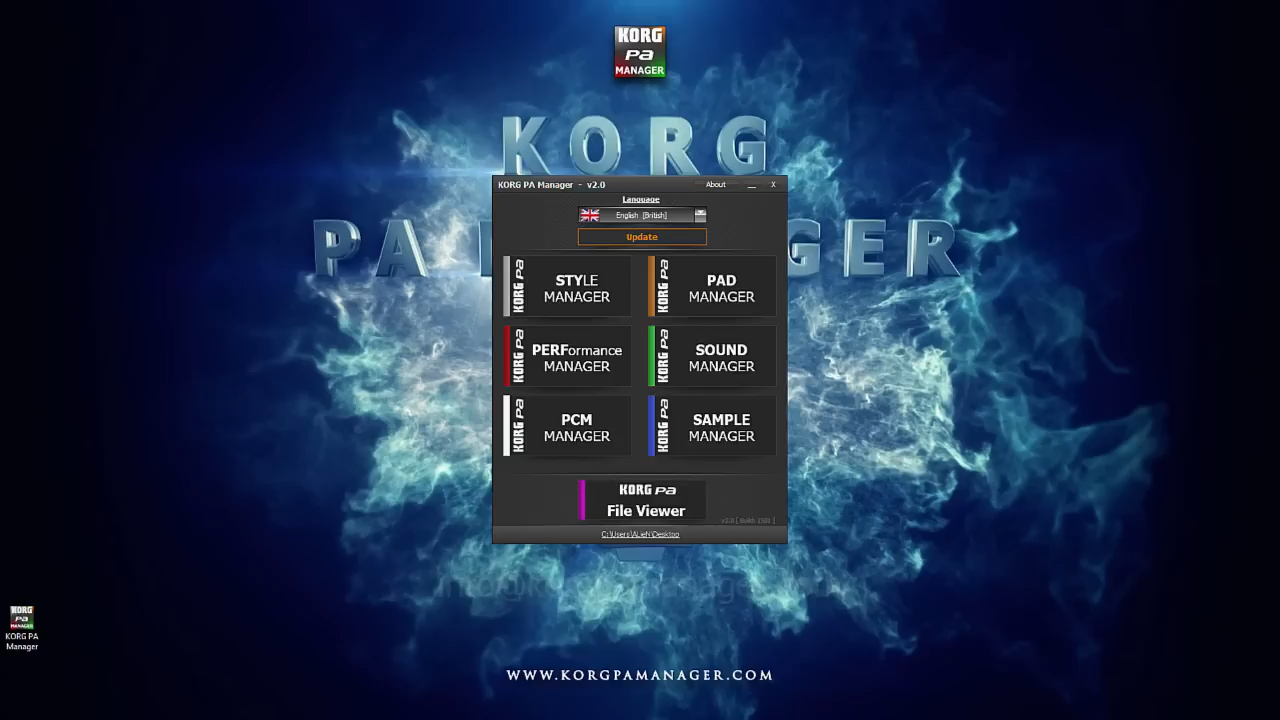 KORG
Pa
MANAGER
KORG
KORG PA Manager - v2.0 About _ X
Language
English [British]
Update
KORG Pa
STYLE
MANAGER
KORG Pa
PAD
MANAGER
KORG Pa
PERFormance
MANAGER
KORG Pa
SOUND
MANAGER
KORG Pa
PCM
MANAGER
KORG Pa
SAMPLE
MANAGER
KORG Pa
File Viewer
C:\Users\ALieN\Desktop
KORG
Pa
MANAGER
KORG PA
Manager
WWW.KORGPAMANAGER.COM